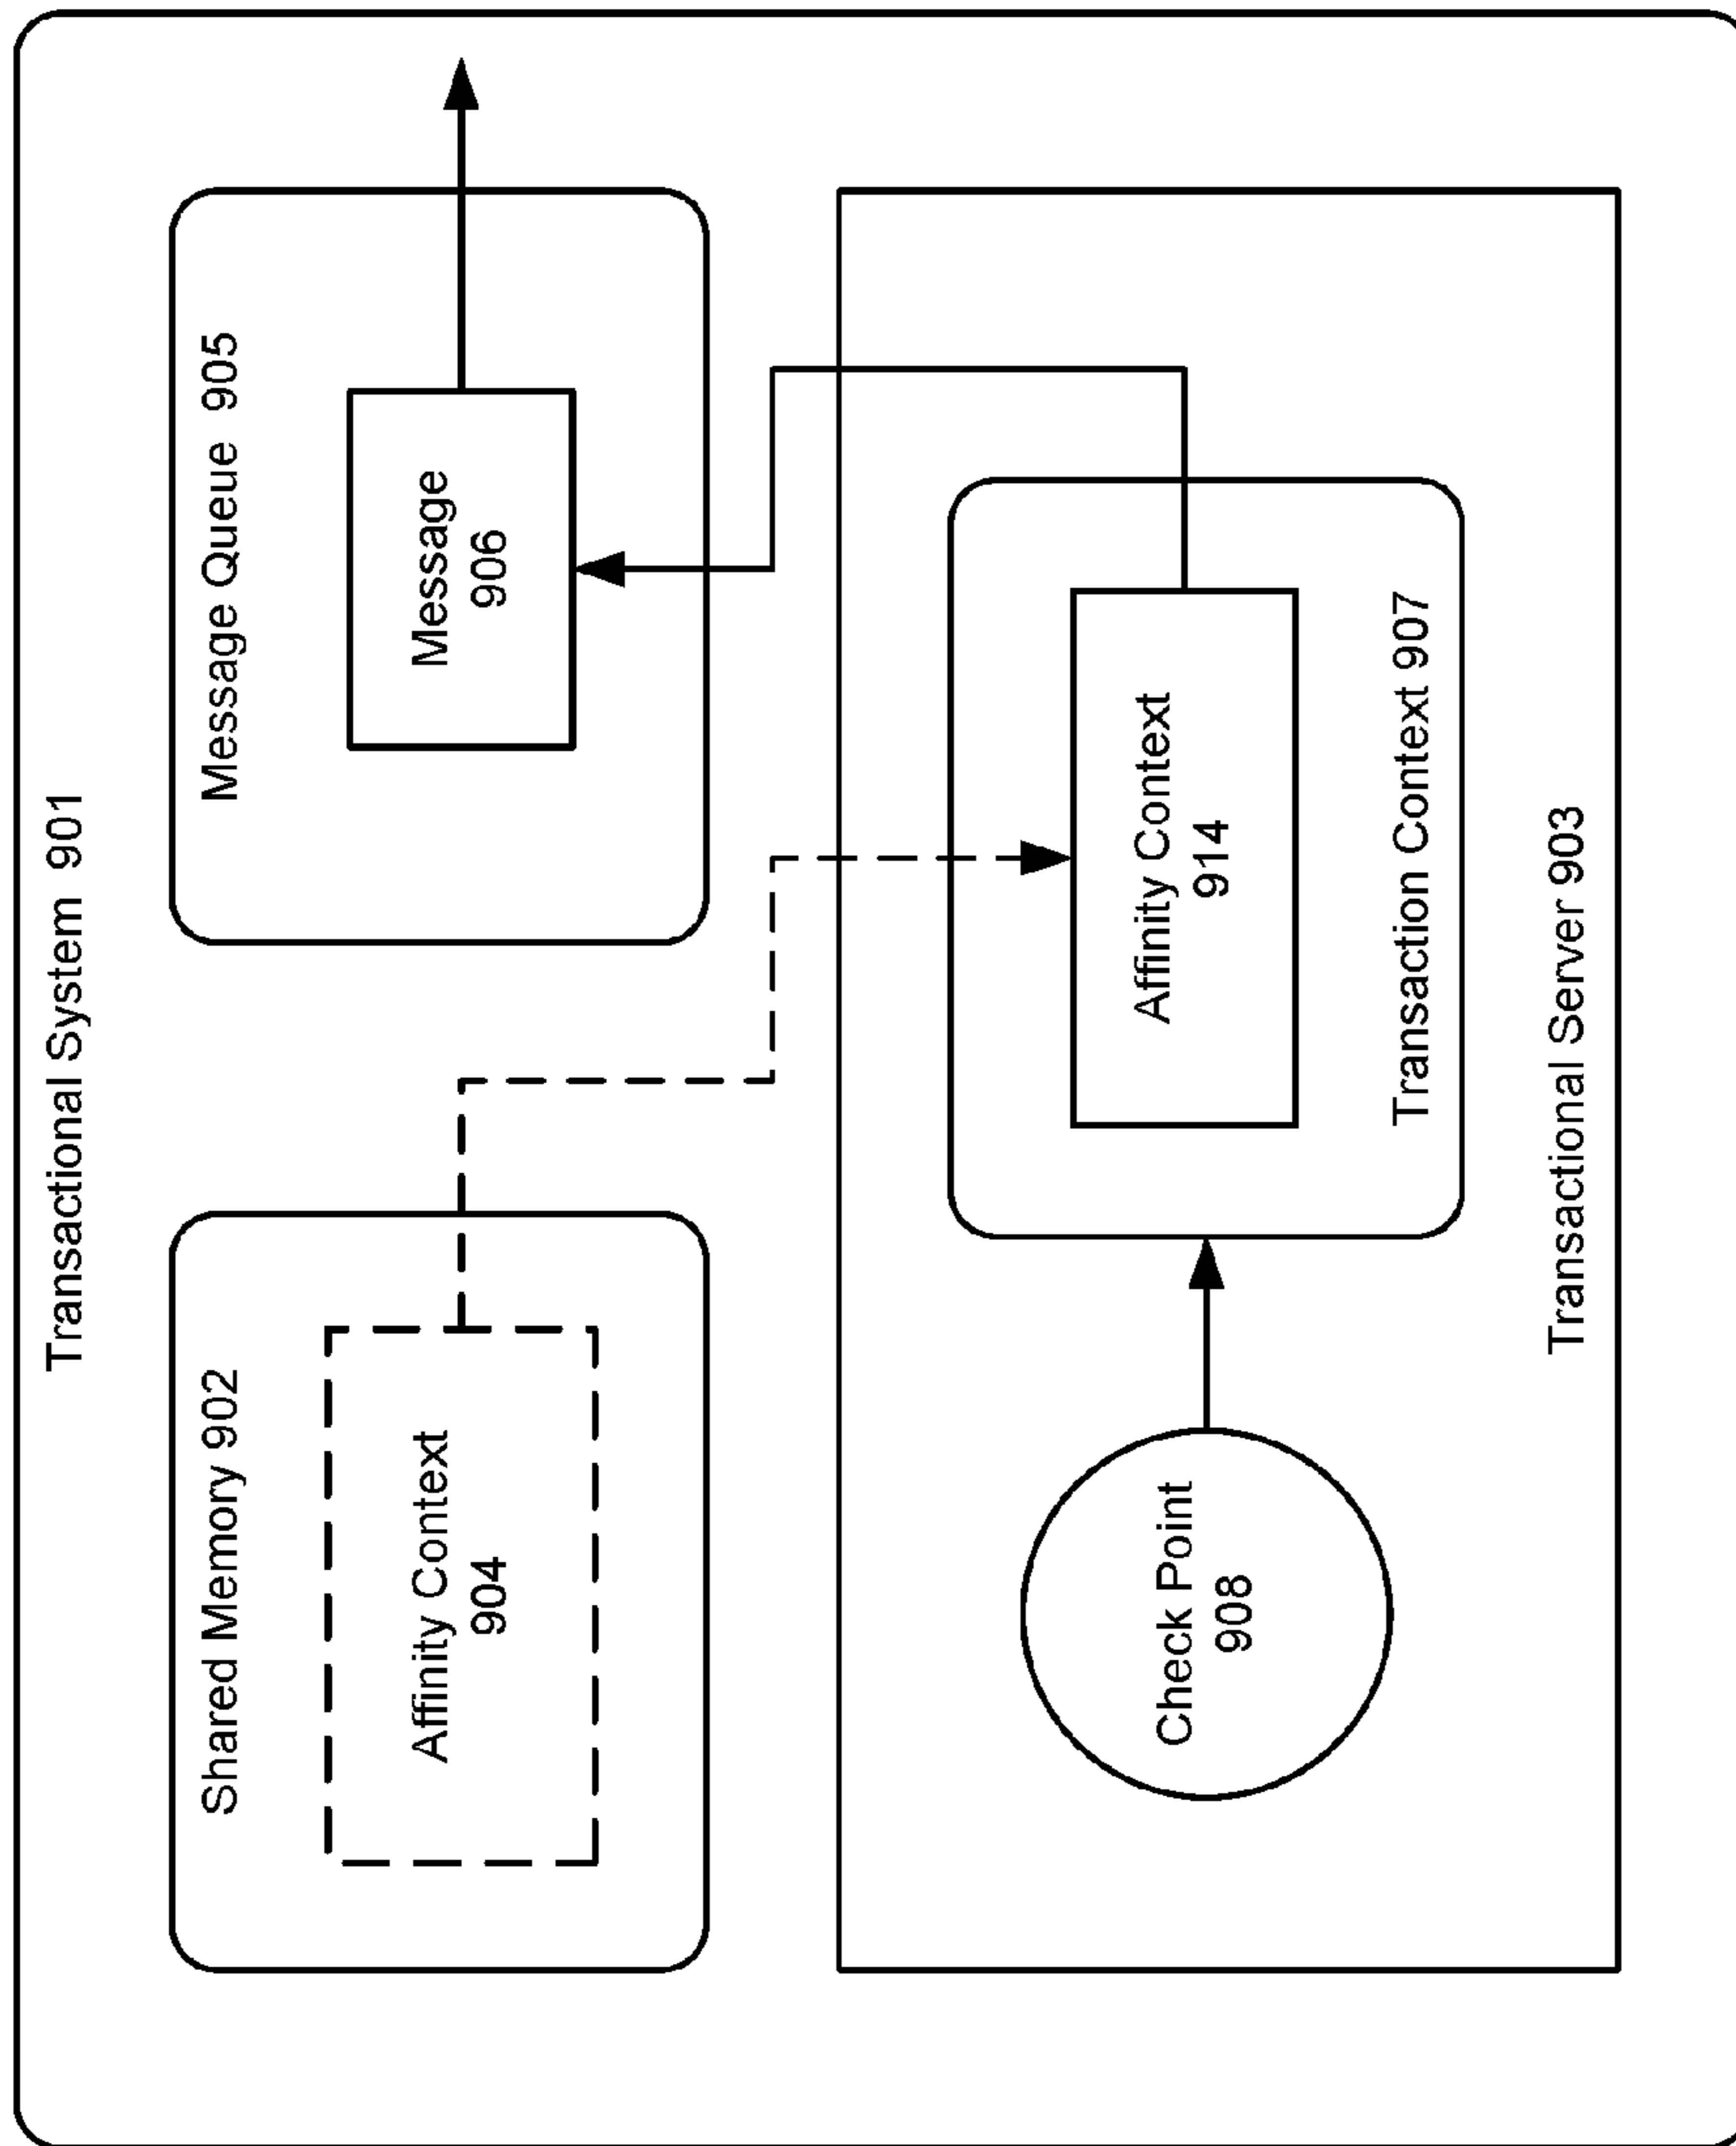 Transactional System 901
Shared Memory 902
Affinity Context
904
Message Queue  905
Message
906
Check Point
908
Affinity Context
914
Transaction Context 907
Transactional Server 903